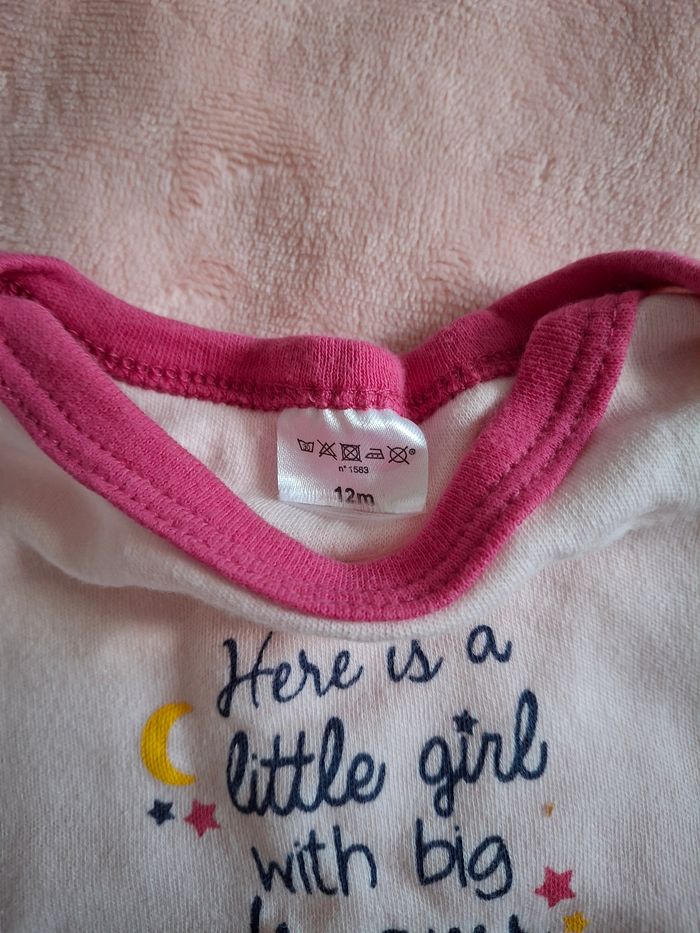 n° 1583
12m
Here is a
little girl
with big